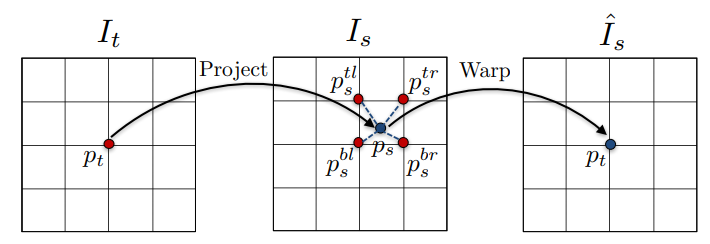 I_t
I_s
Î_s
Project
Warp
p_s^{tl}
p_s^{tr}
p_t
p_s
p_t
p_s^{bl}
p_s^{br}